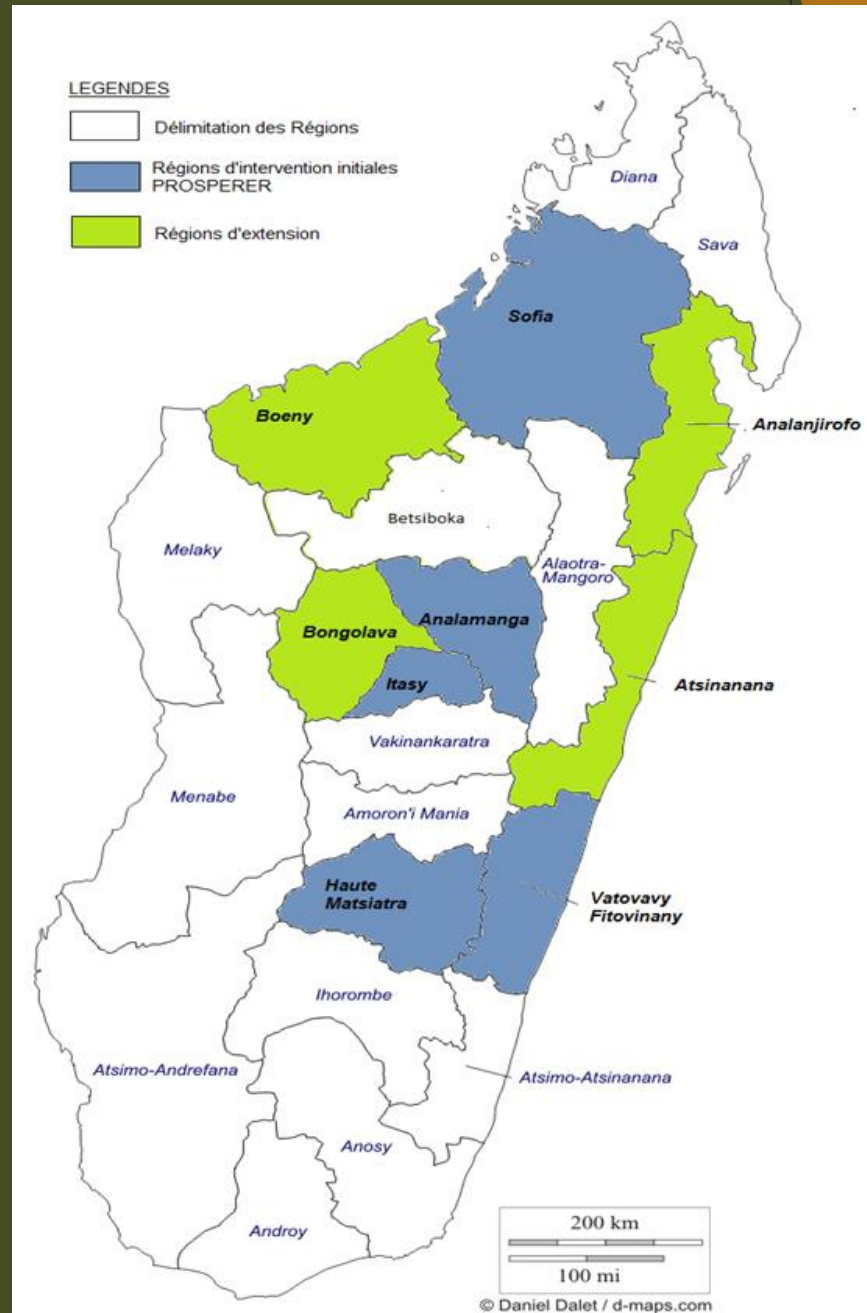 LEGENDES
Délimitation des Régions
Régions d'intervention initiales
PROSPERER
Régions d'extension
Diana
Sava
Sofia
Boeny
Analanjirofo
Betsiboka
Melaky
Alaotra-
Mangoro
Analamanga
Bongolava
Itasy
Atsinanana
Vakinankaratra
Menabe
Amoron'i Mania
Haute
Matsiatra
Vatovavy
Fitovinany
Ihorombe
Atsimo-Andrefana
Atsimo-Atsinanana
Anosy
Androy
200 km
100 mi
© Daniel Dalet / d-maps.com